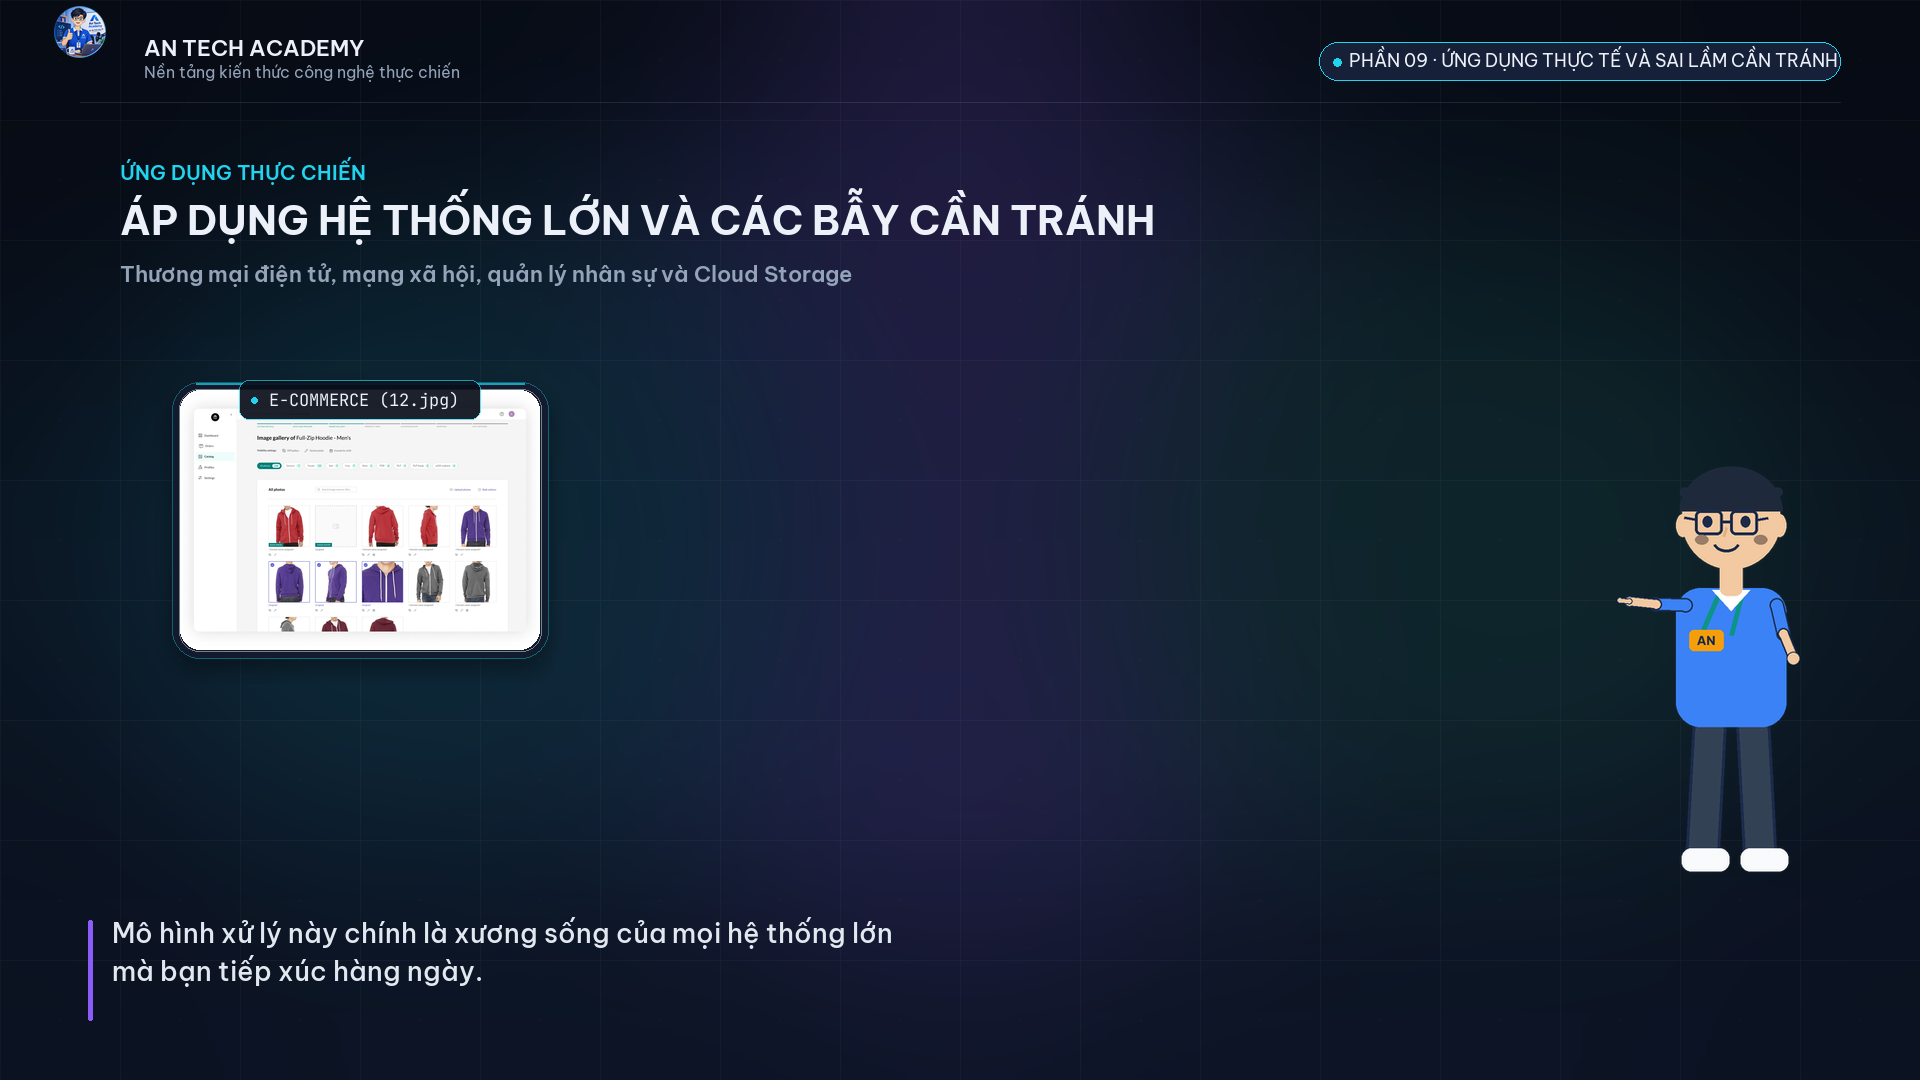 AN TECH ACADEMY
Nền tảng kiến thức công nghệ thực chiến
PHẦN 09 · ỨNG DỤNG THỰC TẾ VÀ SAI LẦM CẦN TRÁNH
ỨNG DỤNG THỰC CHIẾN
ÁP DỤNG HỆ THỐNG LỚN VÀ CÁC BẪY CẦN TRÁNH
Thương mại điện tử, mạng xã hội, quản lý nhân sự và Cloud Storage
E-COMMERCE (12.jpg)
Image gallery of Full-Zip Hoodie - Men's
All photos
AN
Mô hình xử lý này chính là xương sống của mọi hệ thống lớn
mà bạn tiếp xúc hàng ngày.